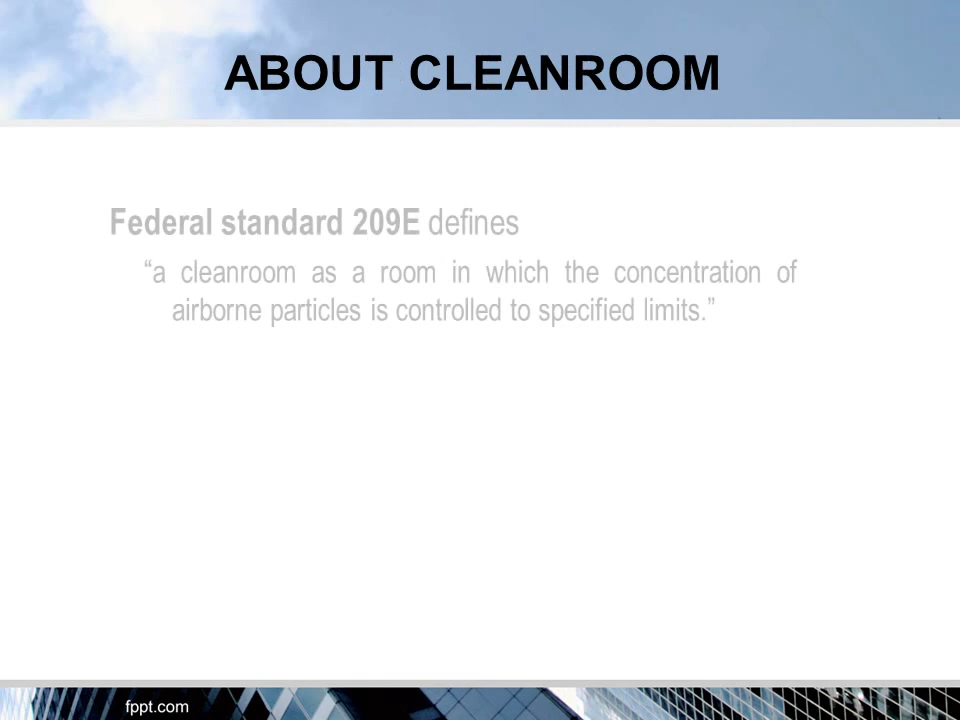 ABOUT CLEANROOM
Federal standard 209E defines
“a cleanroom as a room in which the concentration of
airborne particles is controlled to specified limits.”
fppt.com